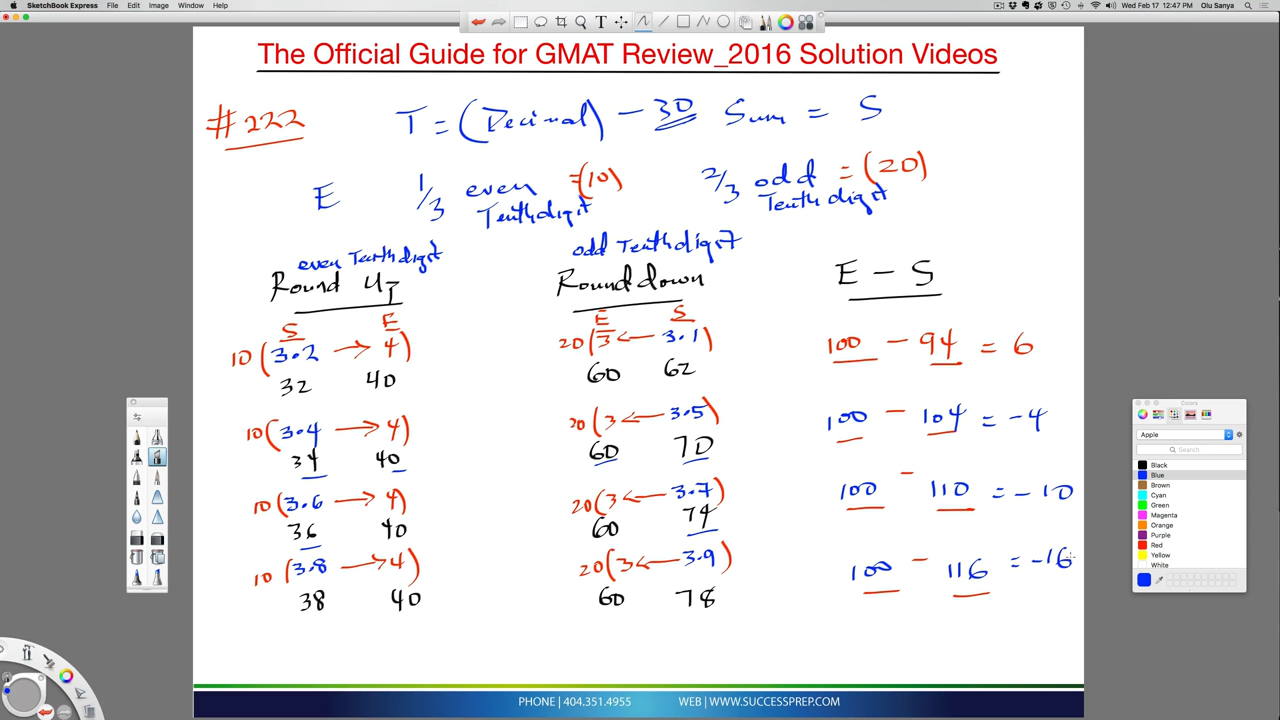 SketchBook Express File Edit Image Window Help Wed Feb 17 12:47 PM Olu Sanya
The Official Guide for GMAT Review_2016 Solution Videos
#222 T = (Decimal) - 30 Sum = S
E 1/3 even =(10) 2/3 odd = (20)
Tenth digit Tenth digit
even Tenth digit odd Tenth digit
Round up Round down E - S
S E E S
10(3.2 → 4) 20(3 ← 3.1) 100 - 94 = 6
32 40 60 62
10(3.4 → 4) 20(3 ← 3.5) 100 - 104 = -4
34 40 60 70
10(3.6 → 4) 20(3 ← 3.7) 100 - 110 = -10
36 40 60 74
10(3.8 → 4) 20(3 ← 3.9) 100 - 116 = -16
38 40 60 78
Colors
Apple
Search
Black
Blue
Brown
Cyan
Green
Magenta
Orange
Purple
Red
Yellow
White
PHONE | 404.351.4955 WEB | WWW.SUCCESSPREP.COM